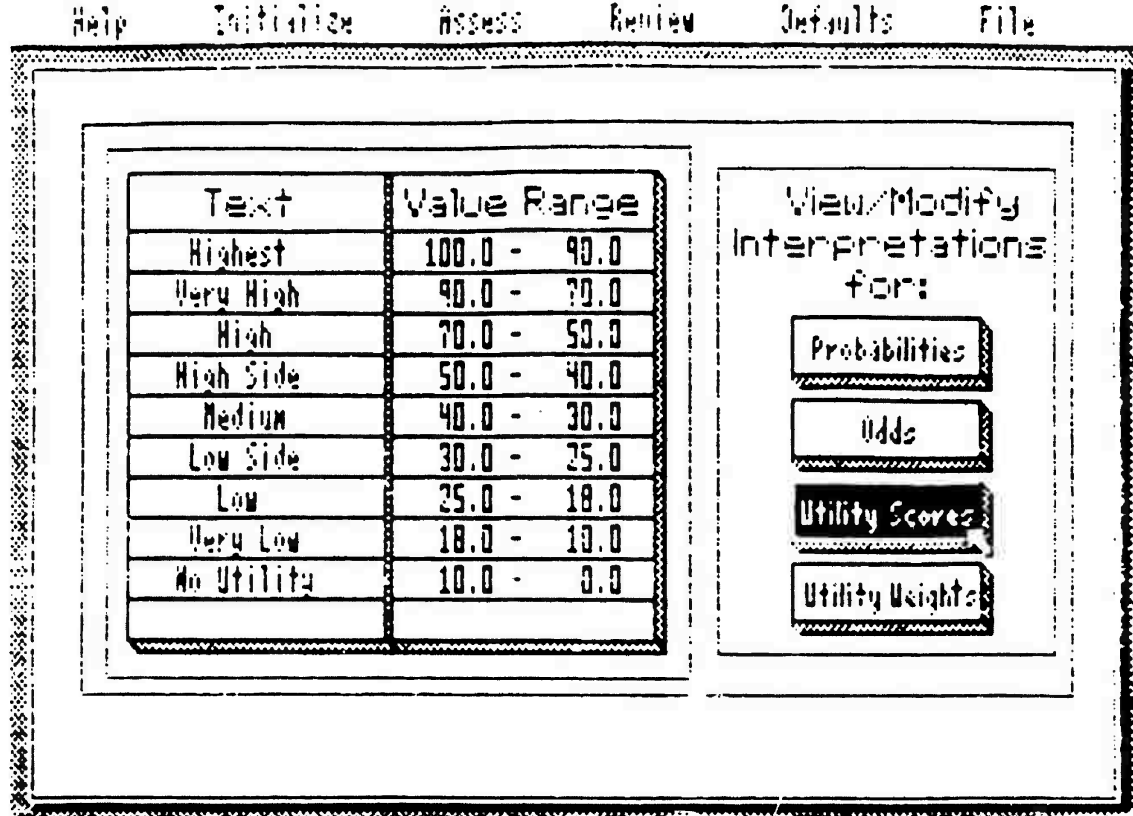 Help Initialize Assess Review Defaults File
Text Value Range
Highest 100.0 - 90.0
Very High 90.0 - 70.0
High 70.0 - 50.0
High Side 50.0 - 40.0
Medium 40.0 - 30.0
Low Side 30.0 - 25.0
Low 25.0 - 18.0
Very Low 18.0 - 10.0
No Utility 10.0 - 0.0
View/Modify
Interpretations
for:
Probabilities
Odds
Utility Scores
Utility Weights